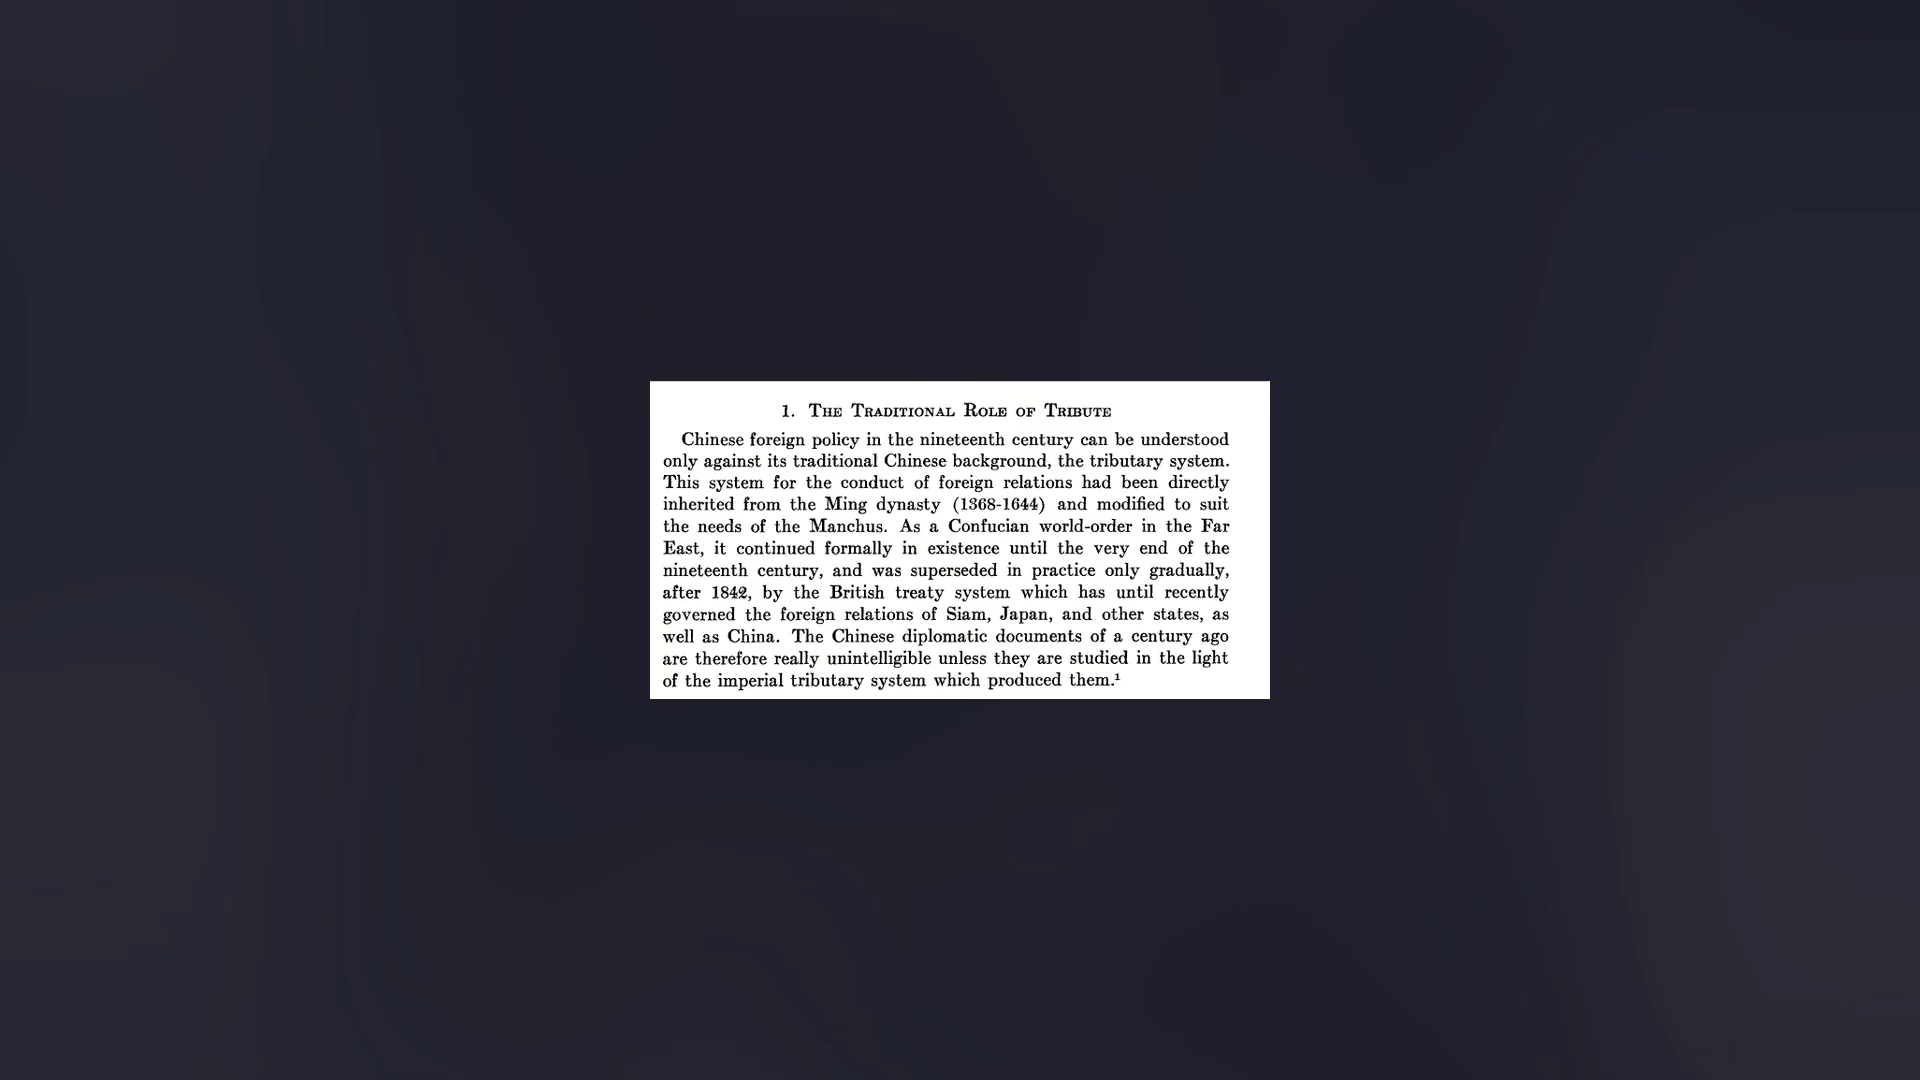 1. The Traditional Role of Tribute
Chinese foreign policy in the nineteenth century can be understood
only against its traditional Chinese background, the tributary system.
This system for the conduct of foreign relations had been directly
inherited from the Ming dynasty (1368-1644) and modified to suit
the needs of the Manchus. As a Confucian world-order in the Far
East, it continued formally in existence until the very end of the
nineteenth century, and was superseded in practice only gradually,
after 1842, by the British treaty system which has until recently
governed the foreign relations of Siam, Japan, and other states, as
well as China. The Chinese diplomatic documents of a century ago
are therefore really unintelligible unless they are studied in the light
of the imperial tributary system which produced them.¹